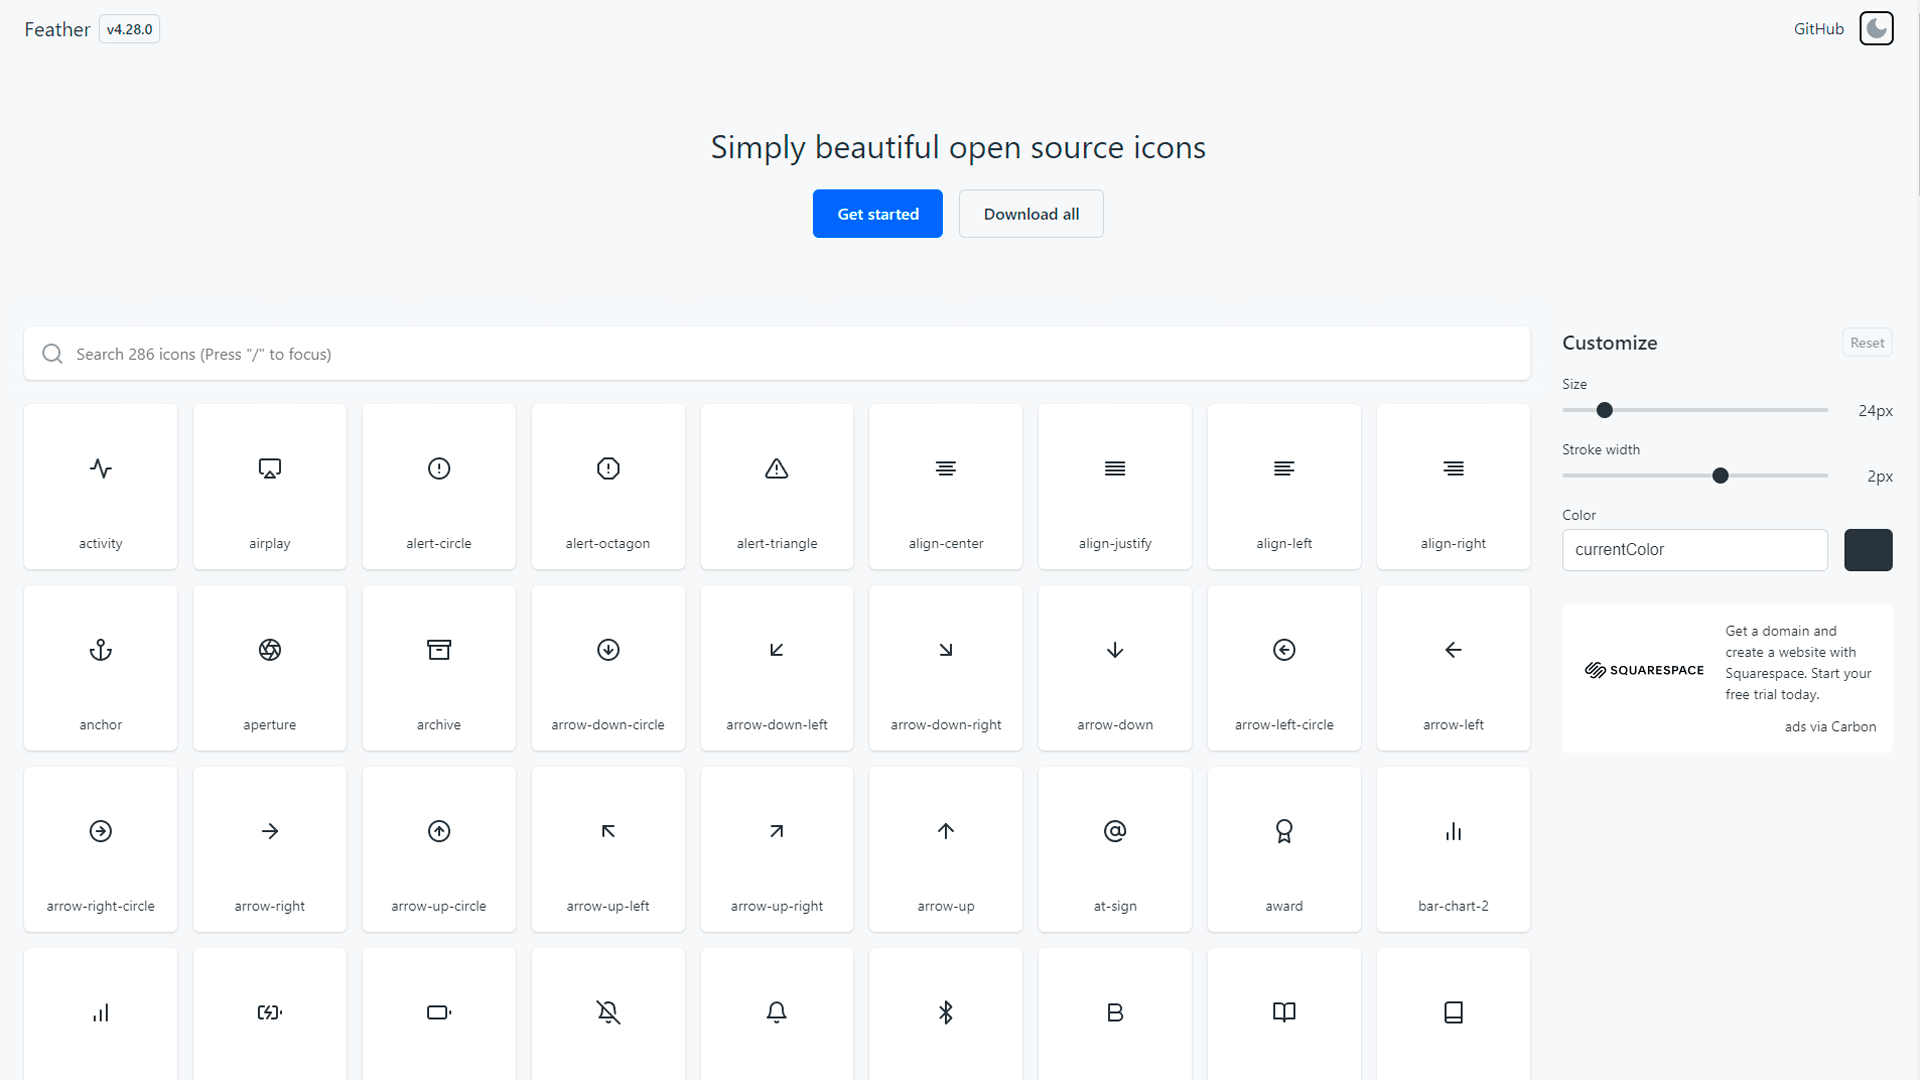 Feather
v4.28.0
GitHub
Simply beautiful open source icons
Get started
Download all
Search 286 icons (Press "/" to focus)
activity
airplay
alert-circle
alert-octagon
alert-triangle
align-center
align-justify
align-left
align-right
anchor
aperture
archive
arrow-down-circle
arrow-down-left
arrow-down-right
arrow-down
arrow-left-circle
arrow-left
arrow-right-circle
arrow-right
arrow-up-circle
arrow-up-left
arrow-up-right
arrow-up
at-sign
award
bar-chart-2
Customize
Reset
Size
24px
Stroke width
2px
Color
currentColor
SQUARESPACE
Get a domain and
create a website with
Squarespace. Start your
free trial today.
ads via Carbon